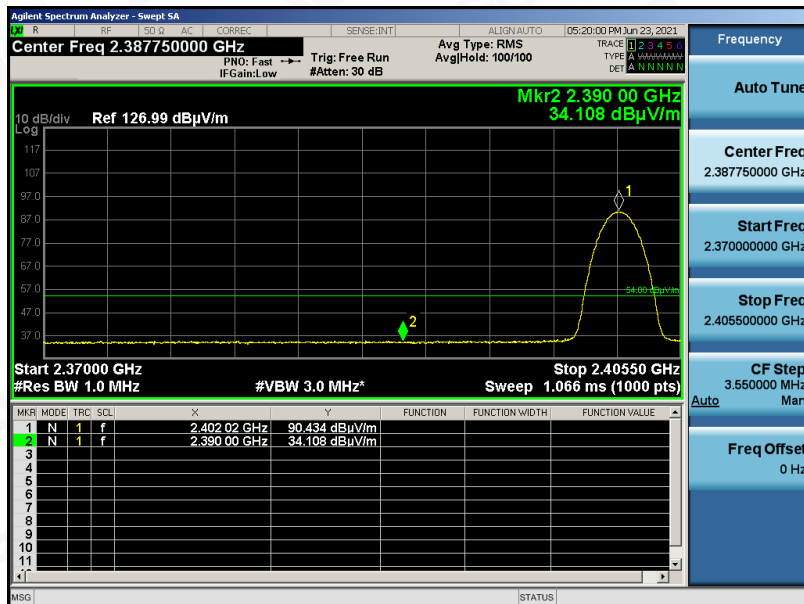 Agilent Spectrum Analyzer - Swept SA
LXI R RF 50 Ω AC CORREC SENSE:INT ALIGN AUTO 05:20:00 PM Jun 23, 2021
Center Freq 2.387750000 GHz
PNO: Fast
IFGain:Low
Trig: Free Run
#Atten: 30 dB
Avg Type: RMS
Avg|Hold: 100/100
TRACE 1 2 3 4 5 6
TYPE A WWWWW
DET A N N N N N
Mkr2 2.390 00 GHz
34.108 dBµV/m
10 dB/div Ref 126.99 dBµV/m
Log
117
107
97.0
87.0
77.0
67.0
57.0
47.0
37.0
1
2
54.00 dBµV/m
Start 2.37000 GHz Stop 2.40550 GHz
#Res BW 1.0 MHz #VBW 3.0 MHz* Sweep 1.066 ms (1000 pts)
MKR MODE TRC SCL X Y FUNCTION FUNCTION WIDTH FUNCTION VALUE
1 N 1 f 2.402 02 GHz 90.434 dBµV/m
2 N 1 f 2.390 00 GHz 34.108 dBµV/m
3
4
5
6
7
8
9
10
11
MSG STATUS
Frequency
Auto Tune
Center Freq
2.387750000 GHz
Start Freq
2.370000000 GHz
Stop Freq
2.405500000 GHz
CF Step
3.550000 MHz
Auto Man
Freq Offset
0 Hz